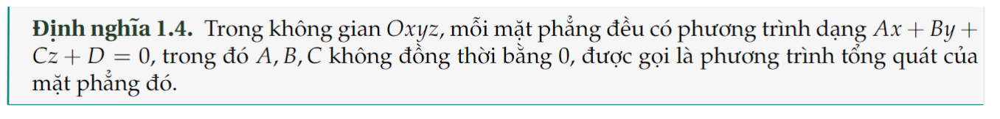 Định nghĩa 1.4. Trong không gian Oxyz, mỗi mặt phẳng đều có phương trình dạng Ax + By +
Cz + D = 0, trong đó A, B, C không đồng thời bằng 0, được gọi là phương trình tổng quát của
mặt phẳng đó.